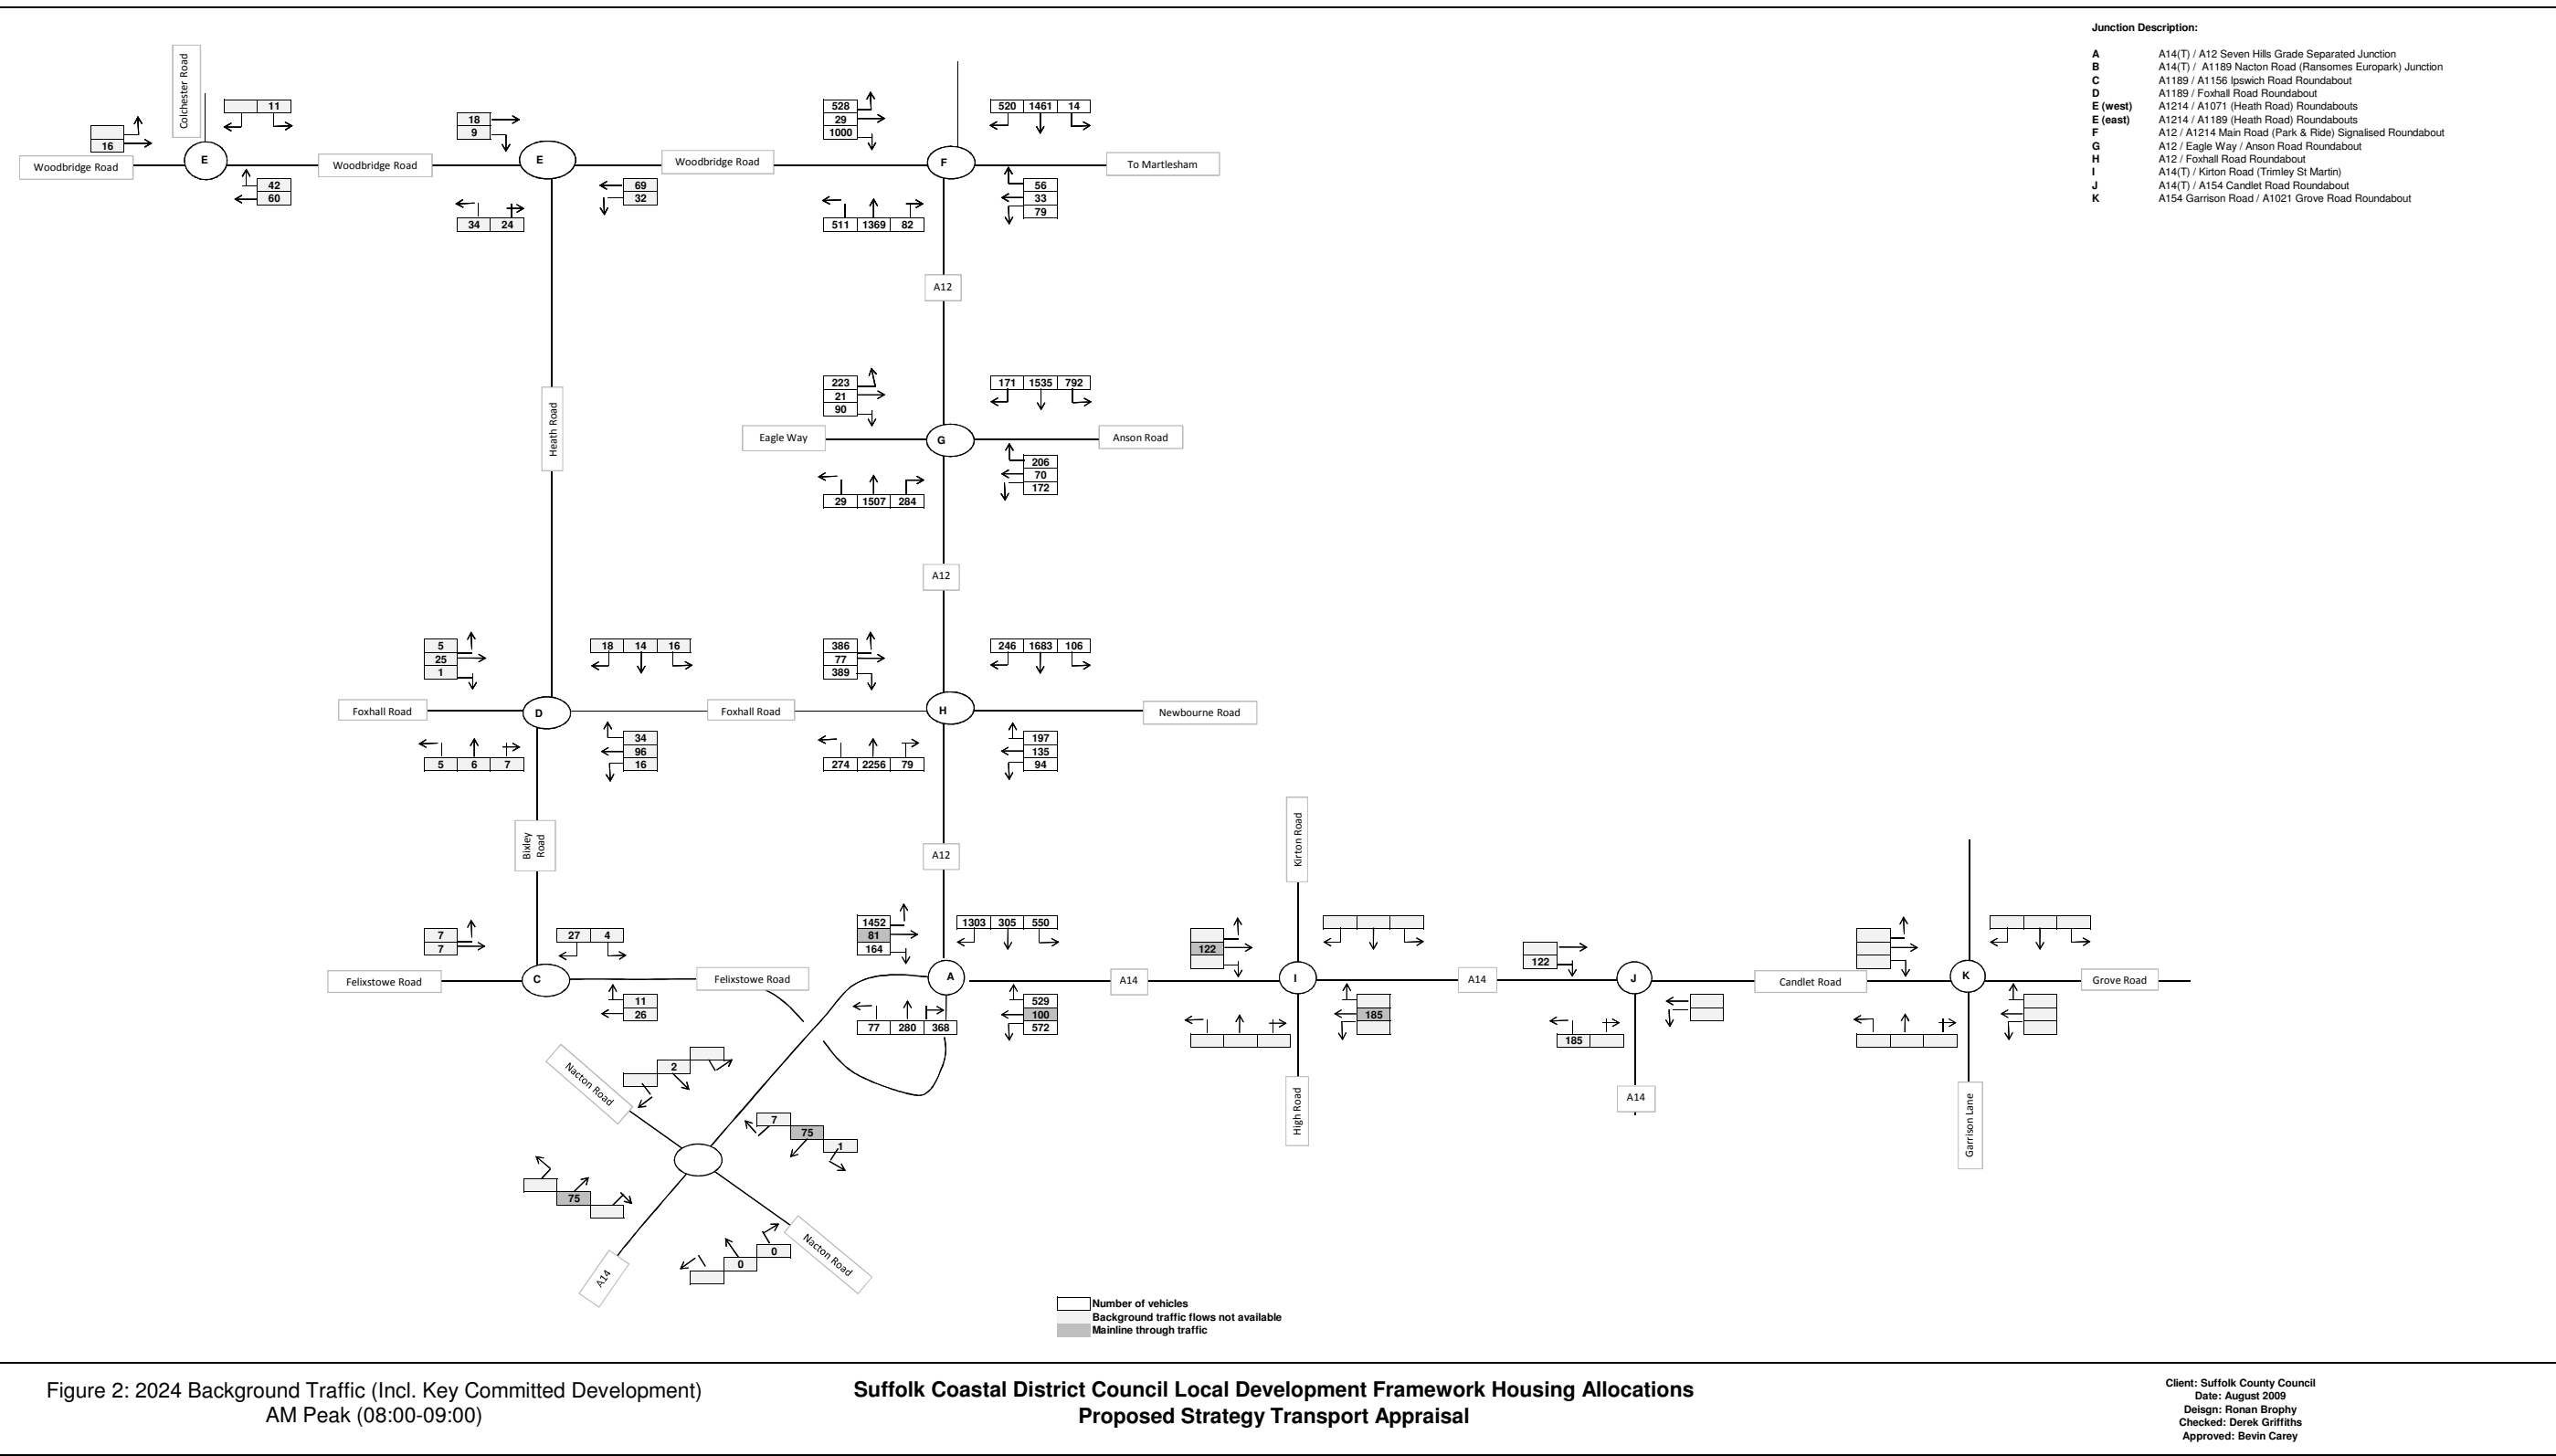 Junction Description:
A A14(T) / A12 Seven Hills Grade Separated Junction
B A14(T) / A1189 Nacton Road (Ransomes Europark) Junction
C A1189 / A1156 Ipswich Road Roundabout
D A1189 / Foxhall Road Roundabout
E (west) A1214 / A1071 (Heath Road) Roundabouts
E (east) A1214 / A1189 (Heath Road) Roundabouts
F A12 / A1214 Main Road (Park & Ride) Signalised Roundabout
G A12 / Eagle Way / Anson Road Roundabout
H A12 / Foxhall Road Roundabout
I A14(T) / Kirton Road (Trimley St Martin)
J A14(T) / A154 Candlet Road Roundabout
K A154 Garrison Road / A1021 Grove Road Roundabout
Colchester Road
11
16
Woodbridge Road
E
42
60
Woodbridge Road
18
9
E
34 24
69
32
Woodbridge Road
528
29
1000
520 1461 14
F
To Martlesham
511 1369 82
56
33
79
A12
Heath Road
223
21
90
171 1535 792
Eagle Way
G
Anson Road
29 1507 284
206
70
172
A12
5
25
1
18 14 16
Foxhall Road
D
Foxhall Road
5 6 7
34
96
16
386
77
389
246 1683 106
H
Newbourne Road
274 2256 79
197
135
94
Bixley
Road
A12
Kirton Road
7
7
27 4
Felixstowe Road
C
Felixstowe Road
11
26
1452
81
164
1303 305 550
A
77 280 368
529
100
572
A14
122
I
185
A14
122
J
185
Candlet Road
K
Grove Road
High Road
A14
Garrison Lane
Nacton Road
2
7
75
1
75
0
0
A14
Nacton Road
Number of vehicles
Background traffic flows not available
Mainline through traffic
Figure 2: 2024 Background Traffic (Incl. Key Committed Development)
AM Peak (08:00-09:00)
Suffolk Coastal District Council Local Development Framework Housing Allocations
Proposed Strategy Transport Appraisal
Client: Suffolk County Council
Date: August 2009
Deisgn: Ronan Brophy
Checked: Derek Griffiths
Approved: Bevin Carey